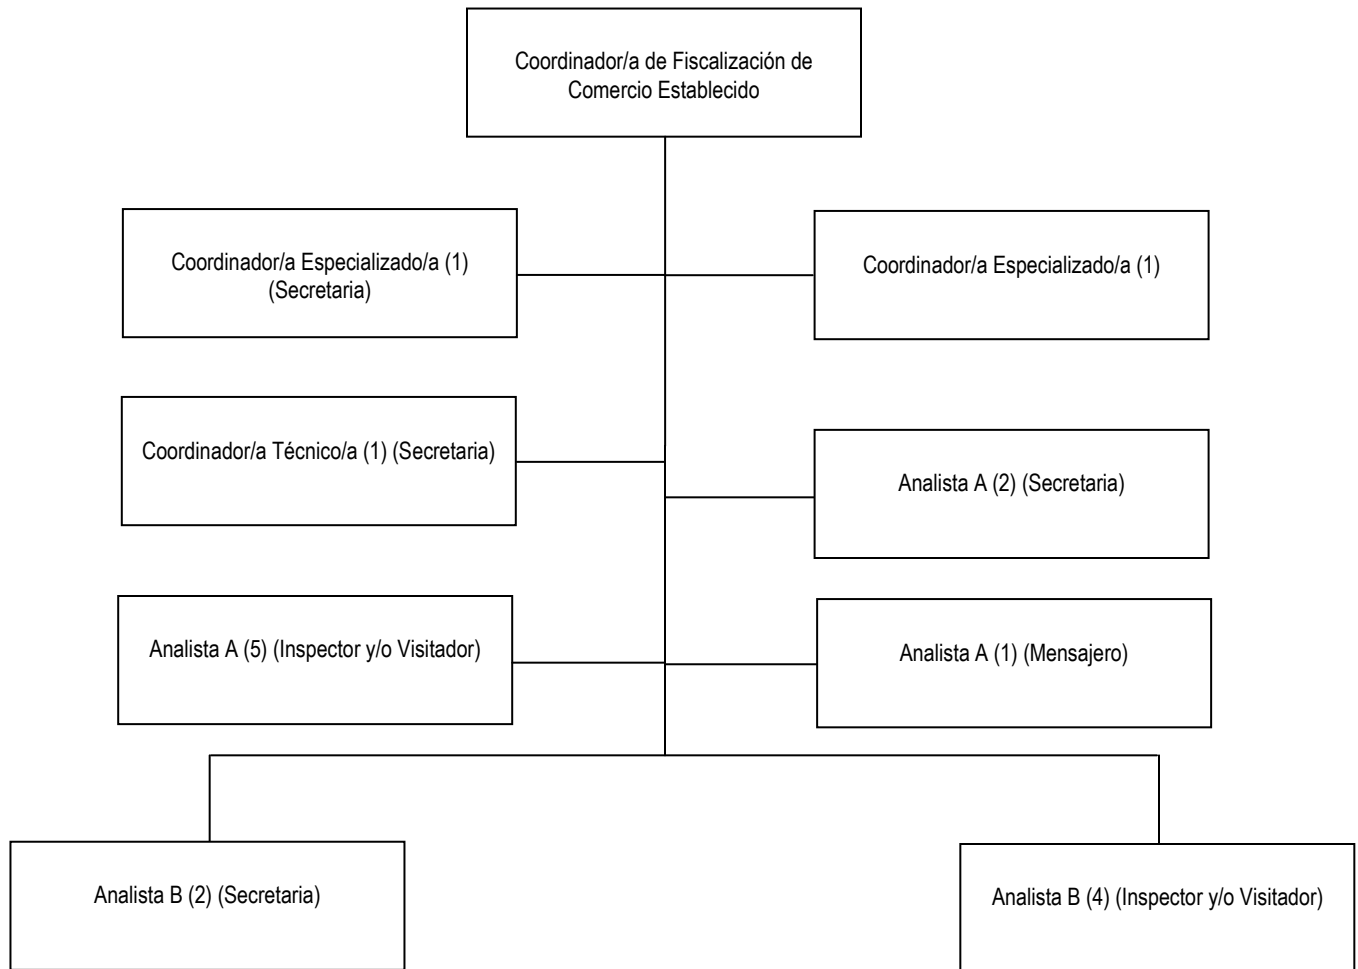 Coordinador/a de Fiscalización de
Comercio Establecido
Coordinador/a Especializado/a (1)
(Secretaria)
Coordinador/a Especializado/a (1)
Coordinador/a Técnico/a (1) (Secretaria)
Analista A (2) (Secretaria)
Analista A (5) (Inspector y/o Visitador)
Analista A (1) (Mensajero)
Analista B (2) (Secretaria)
Analista B (4) (Inspector y/o Visitador)